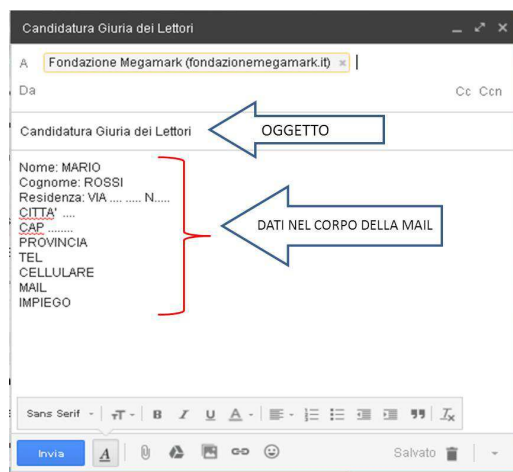 Candidatura Giuria dei Lettori
A Fondazione Megamark (fondazionemegamark.it) ×
Da Cc Ccn
Candidatura Giuria dei Lettori OGGETTO
Nome: MARIO
Cognome: ROSSI
Residenza: VIA .... ..... N.....
CITTA' ....
CAP ........
DATI NEL CORPO DELLA MAIL
PROVINCIA
TEL
CELLULARE
MAIL
IMPIEGO
Sans Serif
Invia Salvato